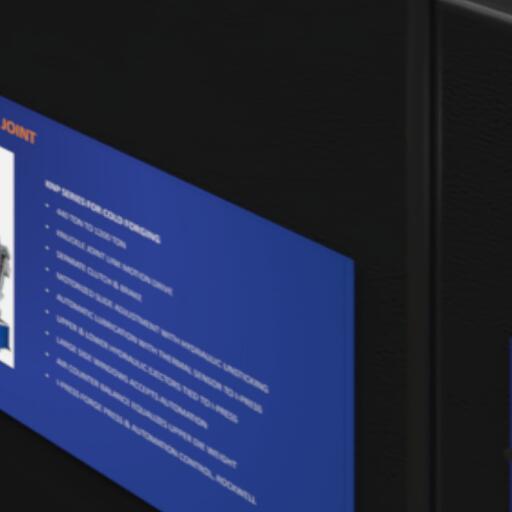 JOINT
KNP SERIES FOR COLD FORGING
440 TON TO 1200 TON
KNUCKLE JOINT LINK MOTION DRIVE
SEPARATE CLUTCH & BRAKE
MOTORIZED SLIDE ADJUSTMENT WITH HYDRAULIC UNSTICKING
AUTOMATIC LUBRICATION WITH THERMAL SENSOR TO I-PRESS
UPPER & LOWER HYDRAULIC EJECTORS TIED TO I-PRESS
LARGE SIDE WINDOWS ACCEPTS AUTOMATION
AIR COUNTER BALANCE EQUALIZES UPPER DIE WEIGHT
I-PRESS FORGE PRESS & AUTOMATION CONTROL, ROCKWELL